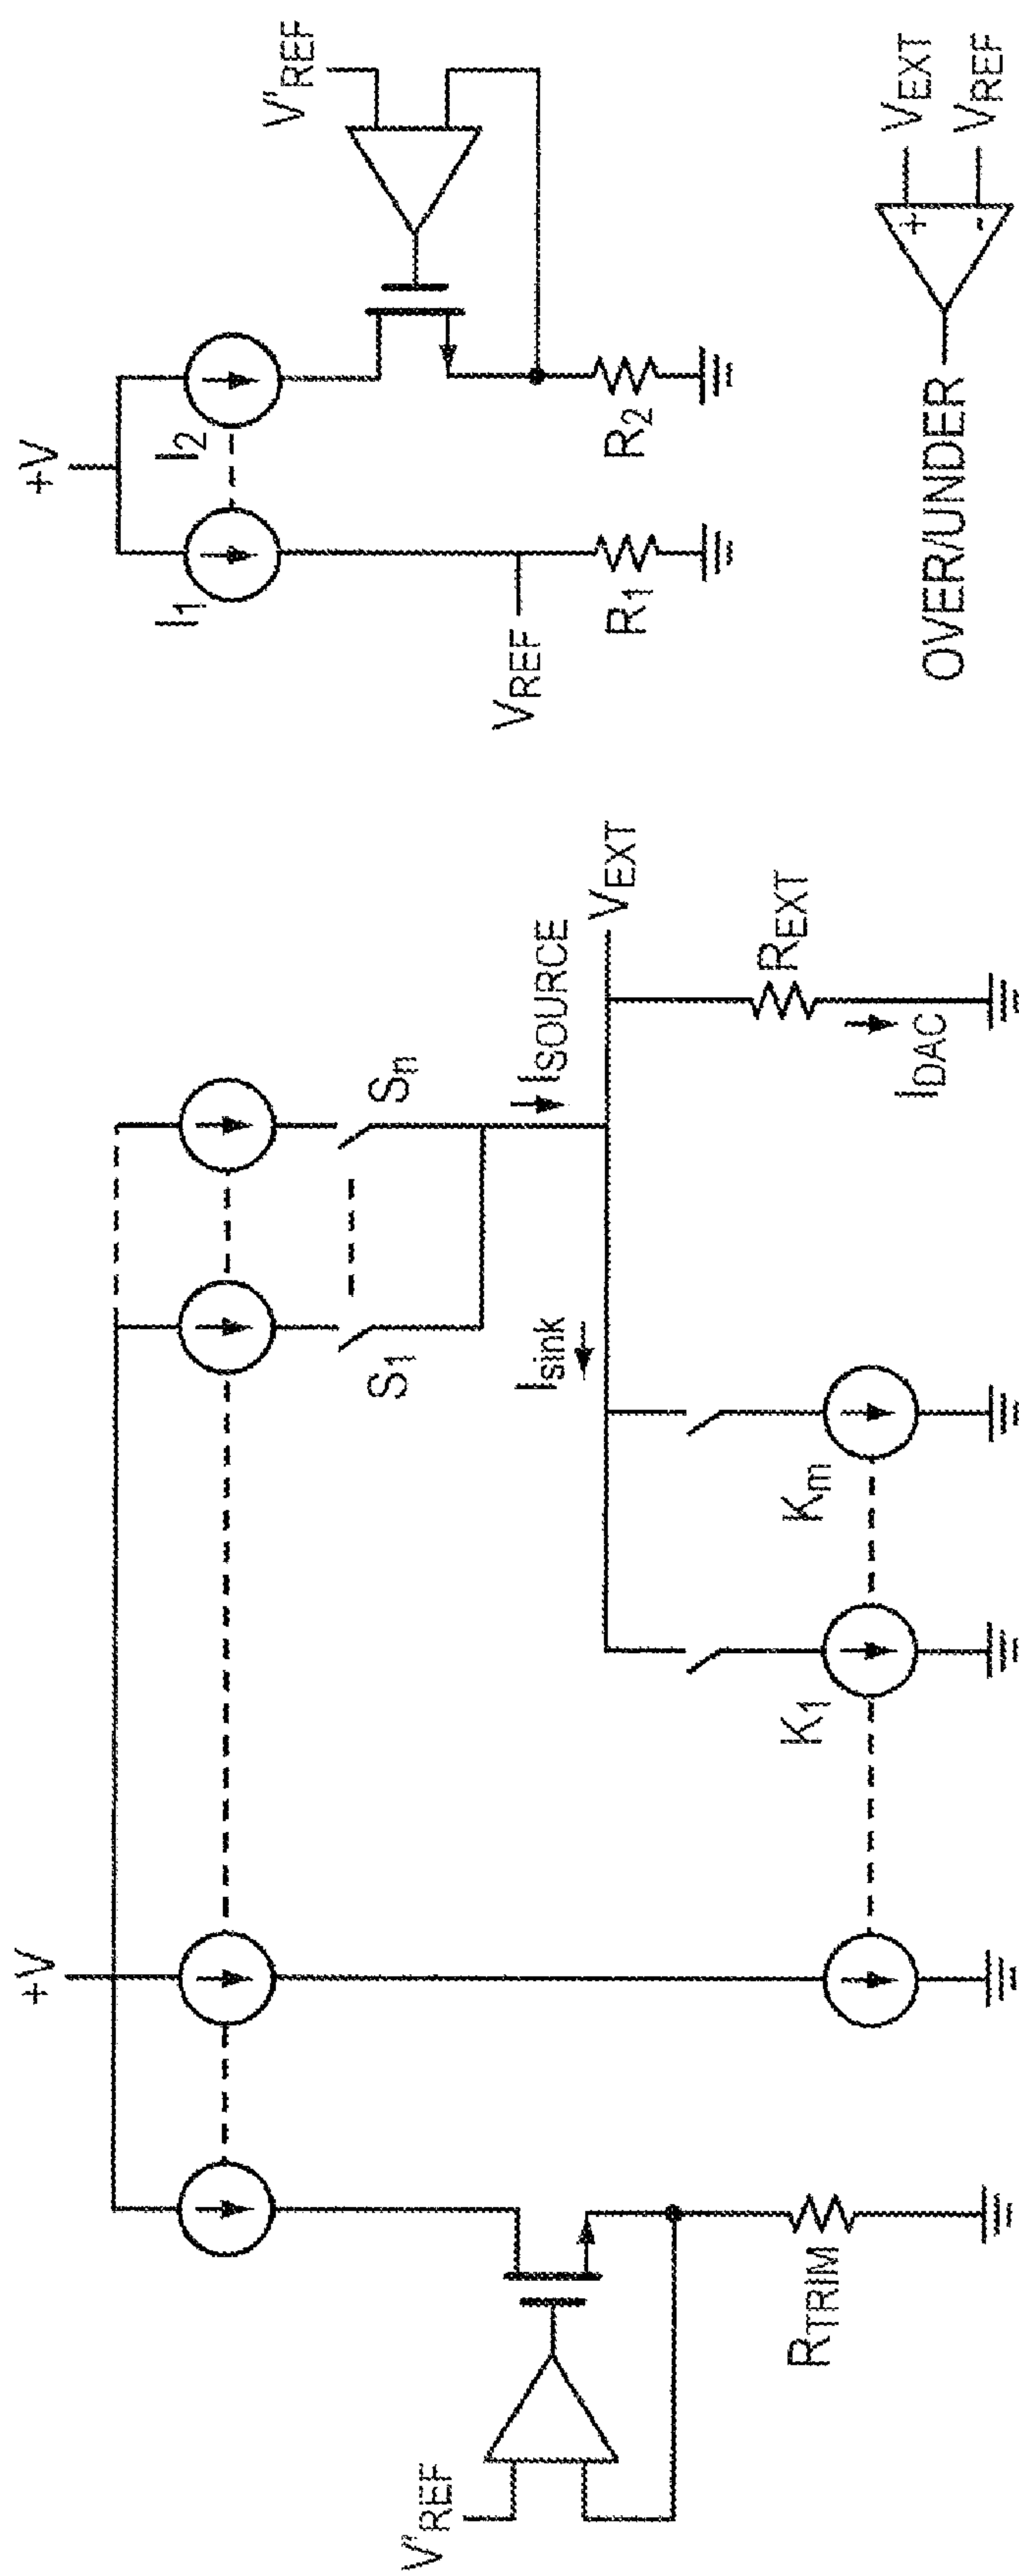 +V
V'REF
RTRIM
K1
Km
Isink
S1
Sn
ISOURCE
VEXT
REXT
IDAC
+V
I1
I2
V'REF
VREF
R1
R2
VEXT
VREF
+
-
OVER/UNDER